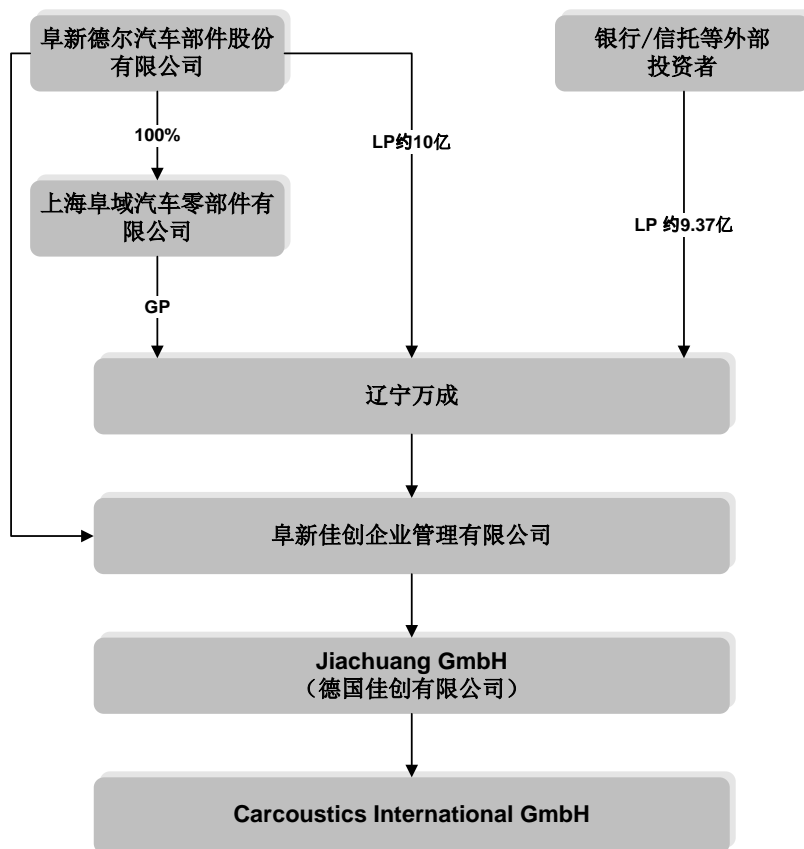 阜新德尔汽车部件股份
有限公司
银行/信托等外部
投资者
100%
LP约10亿
上海阜域汽车零部件有
限公司
LP 约9.37亿
GP
辽宁万成
阜新佳创企业管理有限公司
Jiachuang GmbH
（德国佳创有限公司）
Carcoustics International GmbH